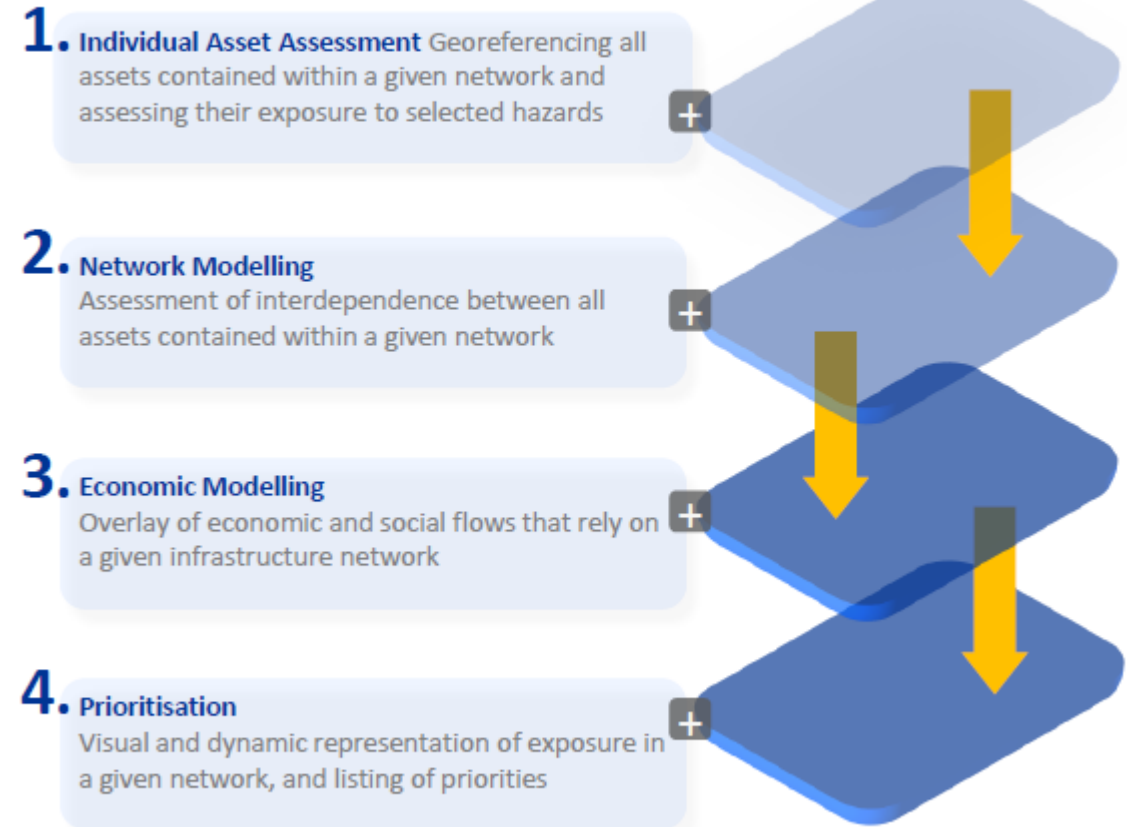 1. Individual Asset Assessment Georeferencing all
assets contained within a given network and
assessing their exposure to selected hazards
+
2. Network Modelling
Assessment of interdependence between all
assets contained within a given network
+
3. Economic Modelling
Overlay of economic and social flows that rely on
a given infrastructure network
+
4. Prioritisation
Visual and dynamic representation of exposure in
a given network, and listing of priorities
+